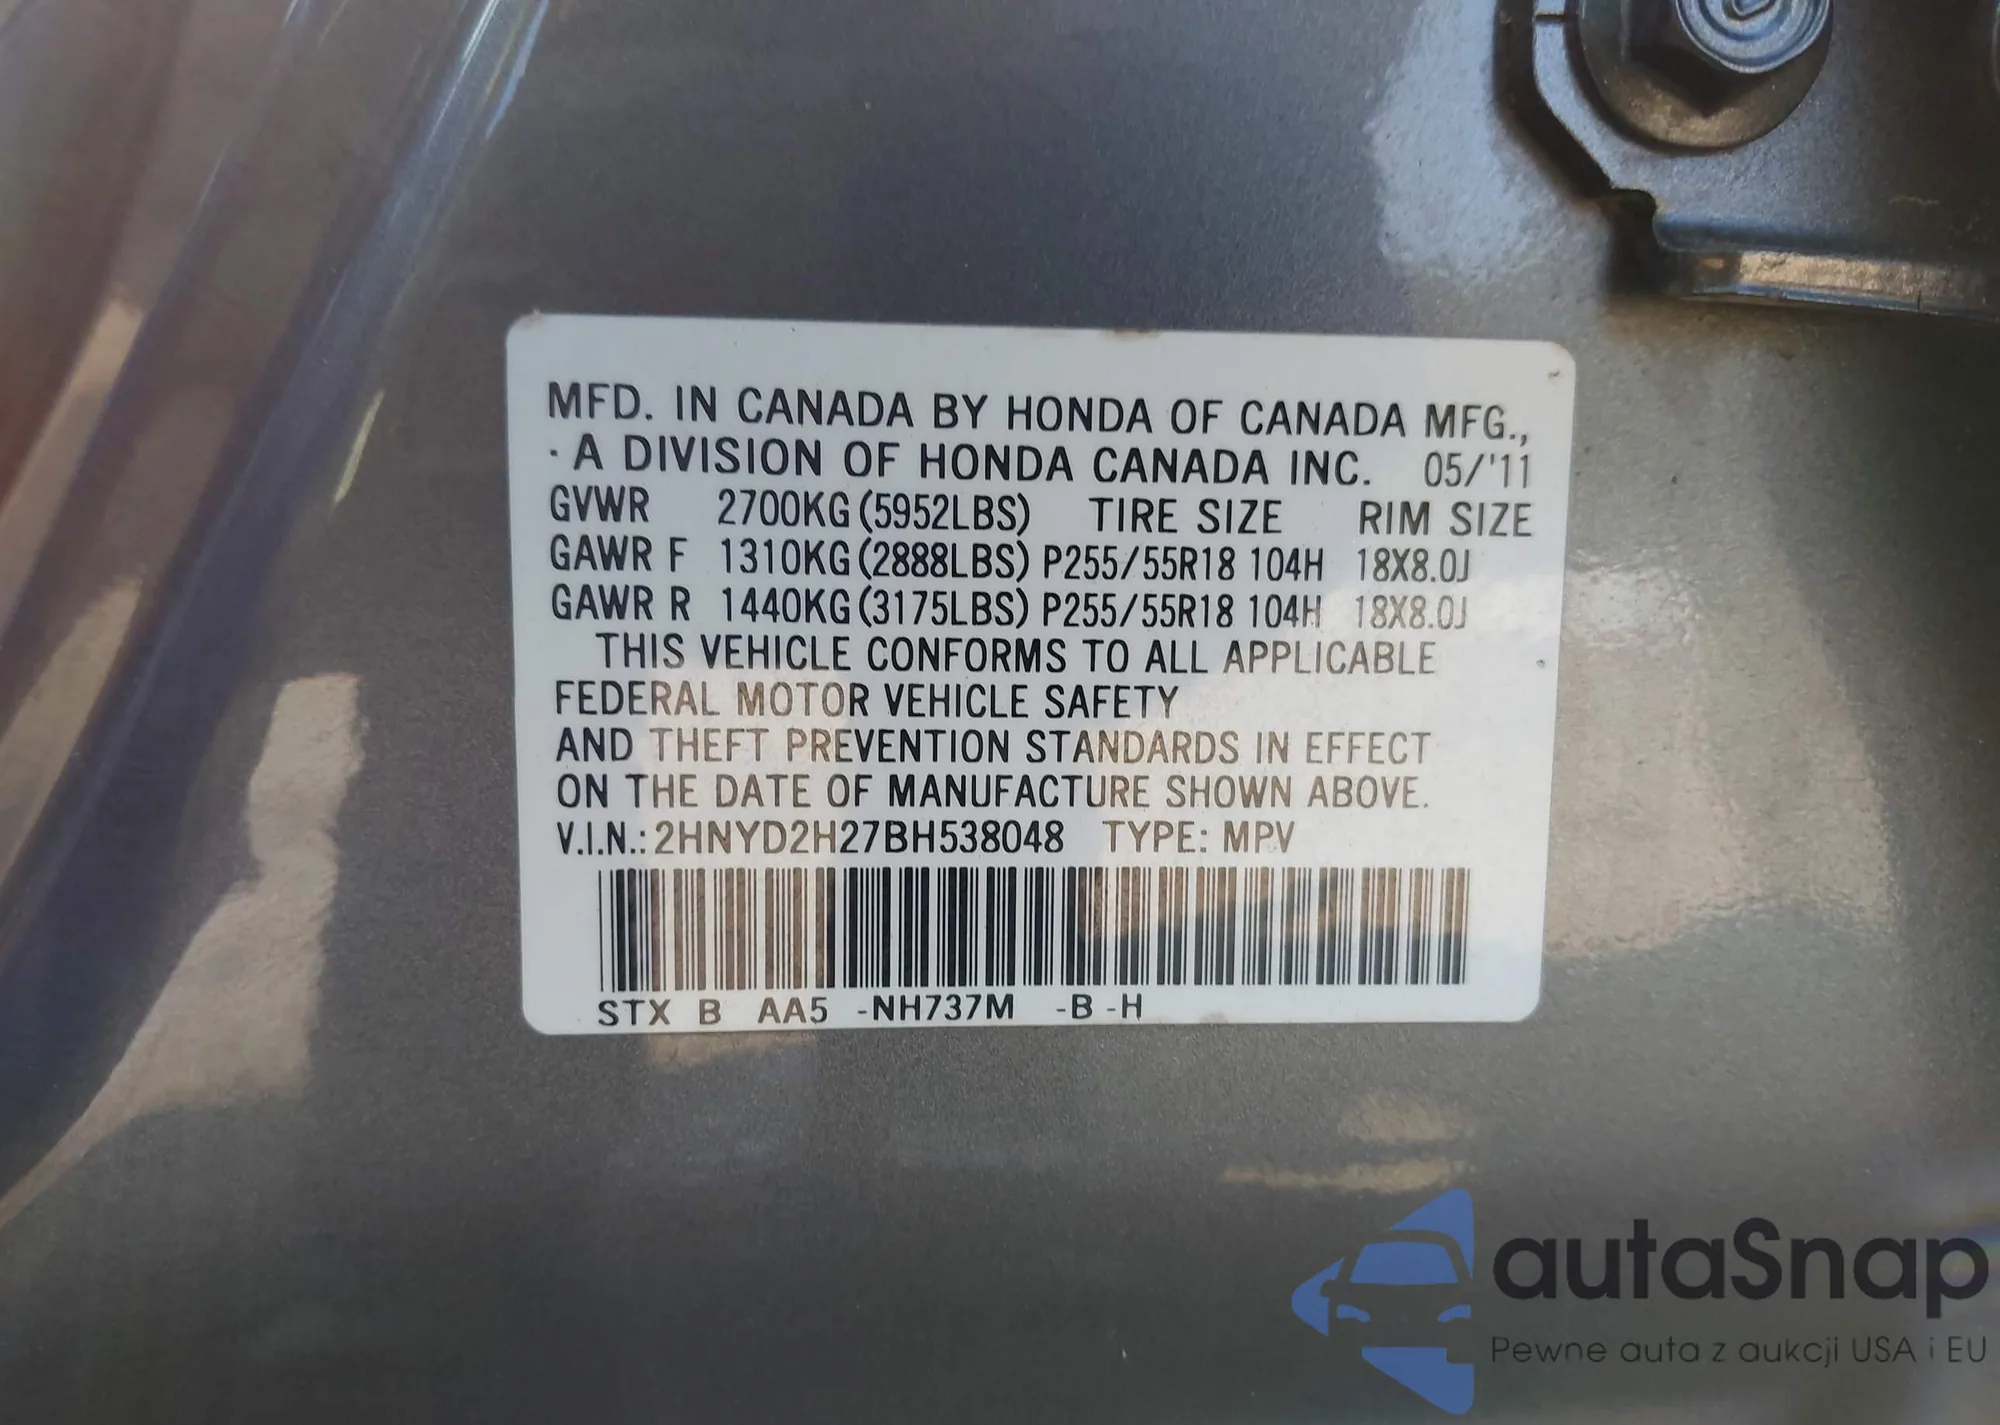 MFD. IN CANADA BY HONDA OF CANADA MFG.,
·A DIVISION OF HONDA CANADA INC. 05/'11
GVWR 2700KG(5952LBS) TIRE SIZE RIM SIZE
GAWR F 1310KG(2888LBS) P255/55R18 104H 18X8.0J
GAWR R 1440KG(3175LBS) P255/55R18 104H 18X8.0J
THIS VEHICLE CONFORMS TO ALL APPLICABLE
FEDERAL MOTOR VEHICLE SAFETY
AND THEFT PREVENTION STANDARDS IN EFFECT
ON THE DATE OF MANUFACTURE SHOWN ABOVE.
V.I.N.: 2HNYD2H27BH538048 TYPE: MPV
STX B AA5 -NH737M -B -H
autaSnap
Pewne auta z aukcji USA i EU